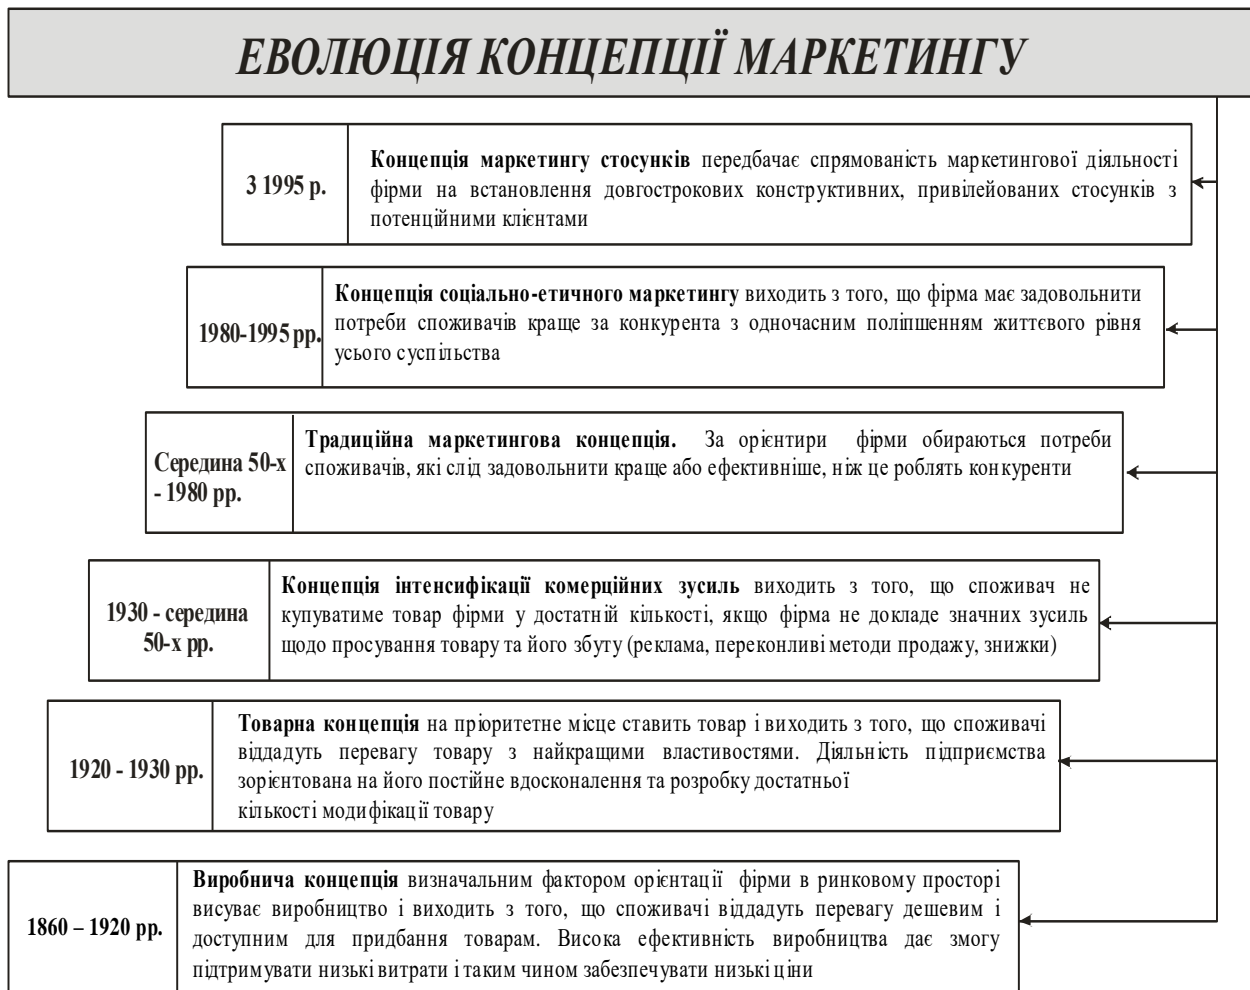 ЕВОЛЮЦІЯ КОНЦЕПЦІЇ МАРКЕТИНГУ
З 1995 р.
Концепція маркетингу стосунків передбачає спрямованість маркетингової діяльності
фірми на встановлення довгострокових конструктивних, привілейованих стосунків з
потенційними клієнтами
1980-1995 рр.
Концепція соціально-етичного маркетингу виходить з того, що фірма має задовольнити
потреби споживачів краще за конкурента з одночасним поліпшенням життєвого рівня
усього суспільства
Середина 50-х
- 1980 рр.
Традиційна маркетингова концепція. За орієнтири фірми обираються потреби
споживачів, які слід задовольнити краще або ефективніше, ніж це роблять конкуренти
1930 - середина
50-х рр.
Концепція інтенсифікації комерційних зусиль виходить з того, що споживач не
купуватиме товар фірми у достатній кількості, якщо фірма не докладе значних зусиль
щодо просування товару та його збуту (реклама, переконливі методи продажу, знижки)
1920 - 1930 рр.
Товарна концепція на пріоритетне місце ставить товар і виходить з того, що споживачі
віддадуть перевагу товару з найкращими властивостями. Діяльність підприємства
зорієнтована на його постійне вдосконалення та розробку достатньої
кількості модифікації товару
1860 – 1920 рр.
Виробнича концепція визначальним фактором орієнтації фірми в ринковому просторі
висуває виробництво і виходить з того, що споживачі віддадуть перевагу дешевим і
доступним для придбання товарам. Висока ефективність виробництва дає змогу
підтримувати низькі витрати і таким чином забезпечувати низькі ціни